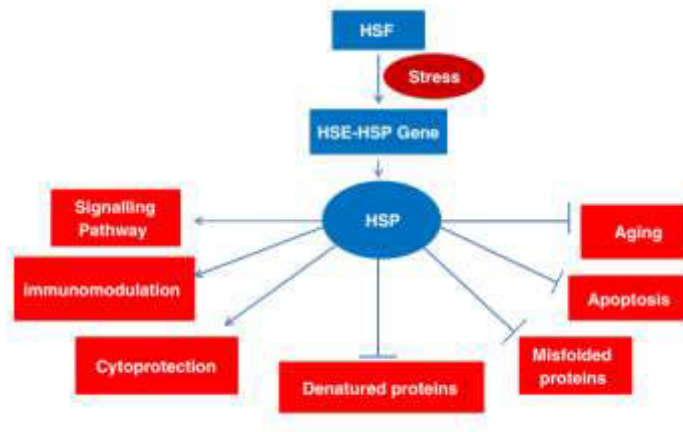 HSF
Stress
HSE-HSP Gene
HSP
Signalling
Pathway
immunomodulation
Cytoprotection
Denatured proteins
Misfolded
proteins
Apoptosis
Aging